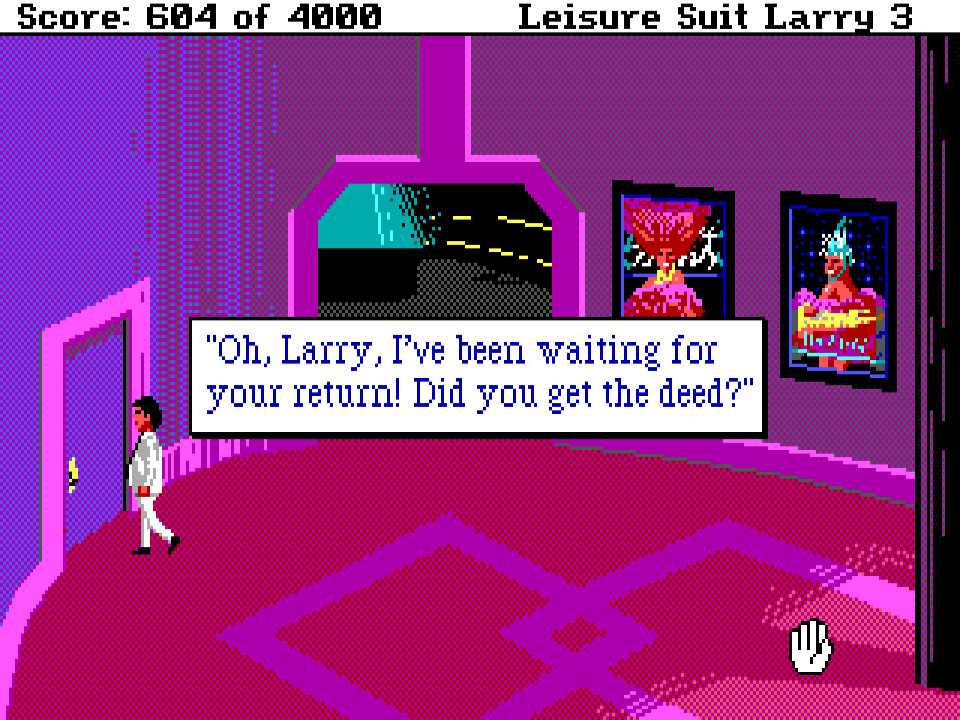 Score: 604 of 4000 Leisure Suit Larry 3
"Oh, Larry, I've been waiting for
your return! Did you get the deed?"